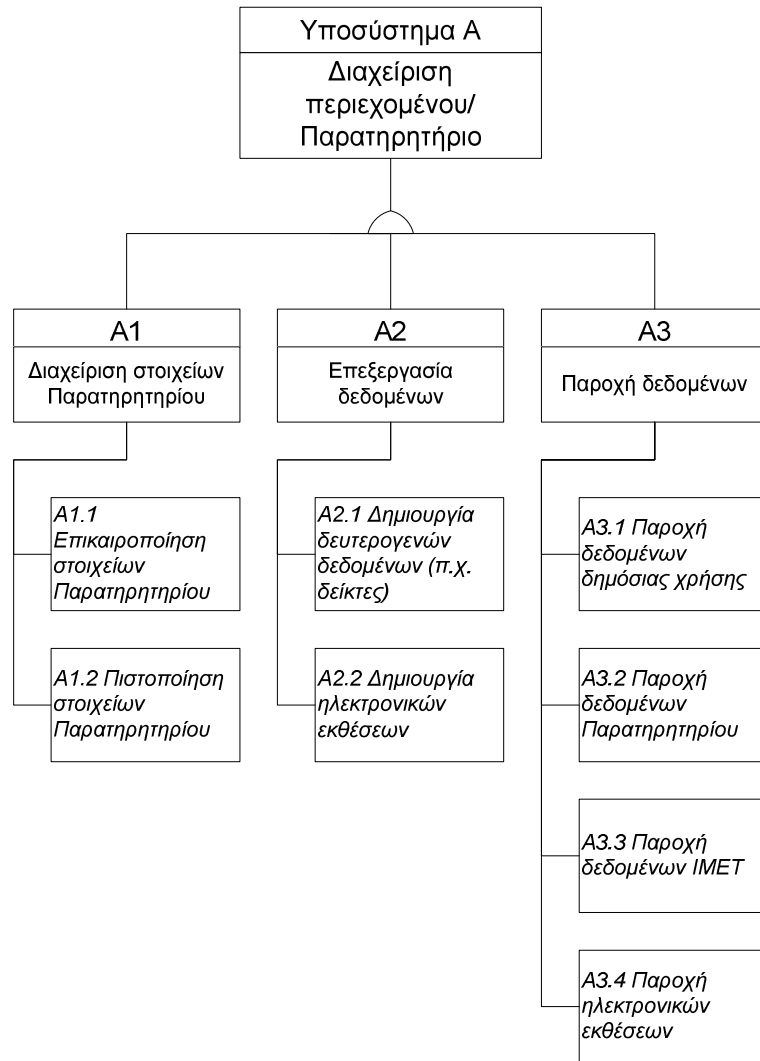 Υποσύστημα Α
Διαχείριση
περιεχομένου/
Παρατηρητήριο
Α1
Διαχείριση στοιχείων
Παρατηρητηρίου
Α1.1
Επικαιροποίηση
στοιχείων
Παρατηρητηρίου
Α1.2 Πιστοποίηση
στοιχείων
Παρατηρητηρίου
Α2
Επεξεργασία
δεδομένων
Α2.1 Δημιουργία
δευτερογενών
δεδομένων (π.χ.
δείκτες)
Α2.2 Δημιουργία
ηλεκτρονικών
εκθέσεων
Α3
Παροχή δεδομένων
Α3.1 Παροχή
δεδομένων
δημόσιας χρήσης
Α3.2 Παροχή
δεδομένων
Παρατηρητηρίου
Α3.3 Παροχή
δεδομένων ΙΜΕΤ
Α3.4 Παροχή
ηλεκτρονικών
εκθέσεων